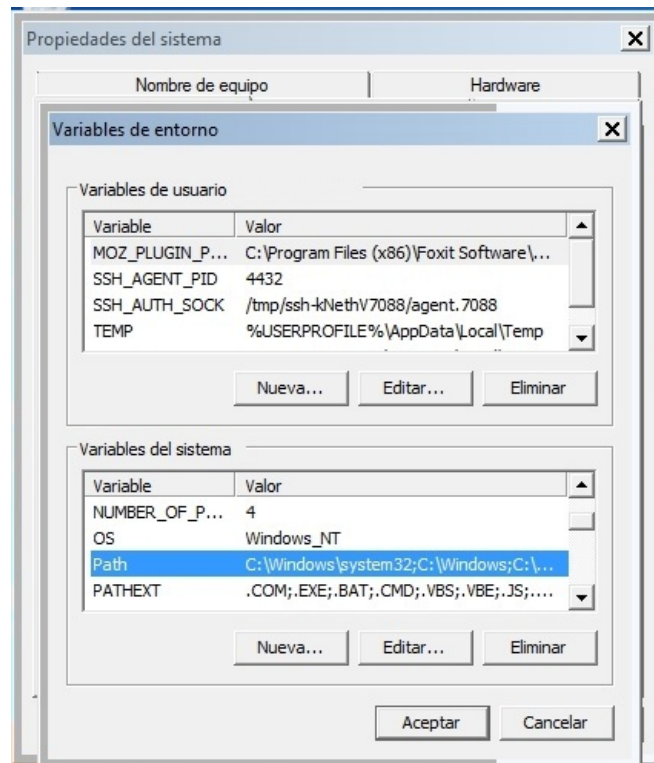 Propiedades del sistema
Nombre de equipo Hardware
Variables de entorno
Variables de usuario
Variable Valor
MOZ_PLUGIN_P... C:\Program Files (x86)\Foxit Software\...
SSH_AGENT_PID 4432
SSH_AUTH_SOCK /tmp/ssh-kNethV7088/agent.7088
TEMP %USERPROFILE%\AppData\Local\Temp
Nueva... Editar... Eliminar
Variables del sistema
Variable Valor
NUMBER_OF_P... 4
OS Windows_NT
Path C:\Windows\system32;C:\Windows;C:\...
PATHEXT .COM;.EXE;.BAT;.CMD;.VBS;.VBE;.JS;....
Nueva... Editar... Eliminar
Aceptar Cancelar